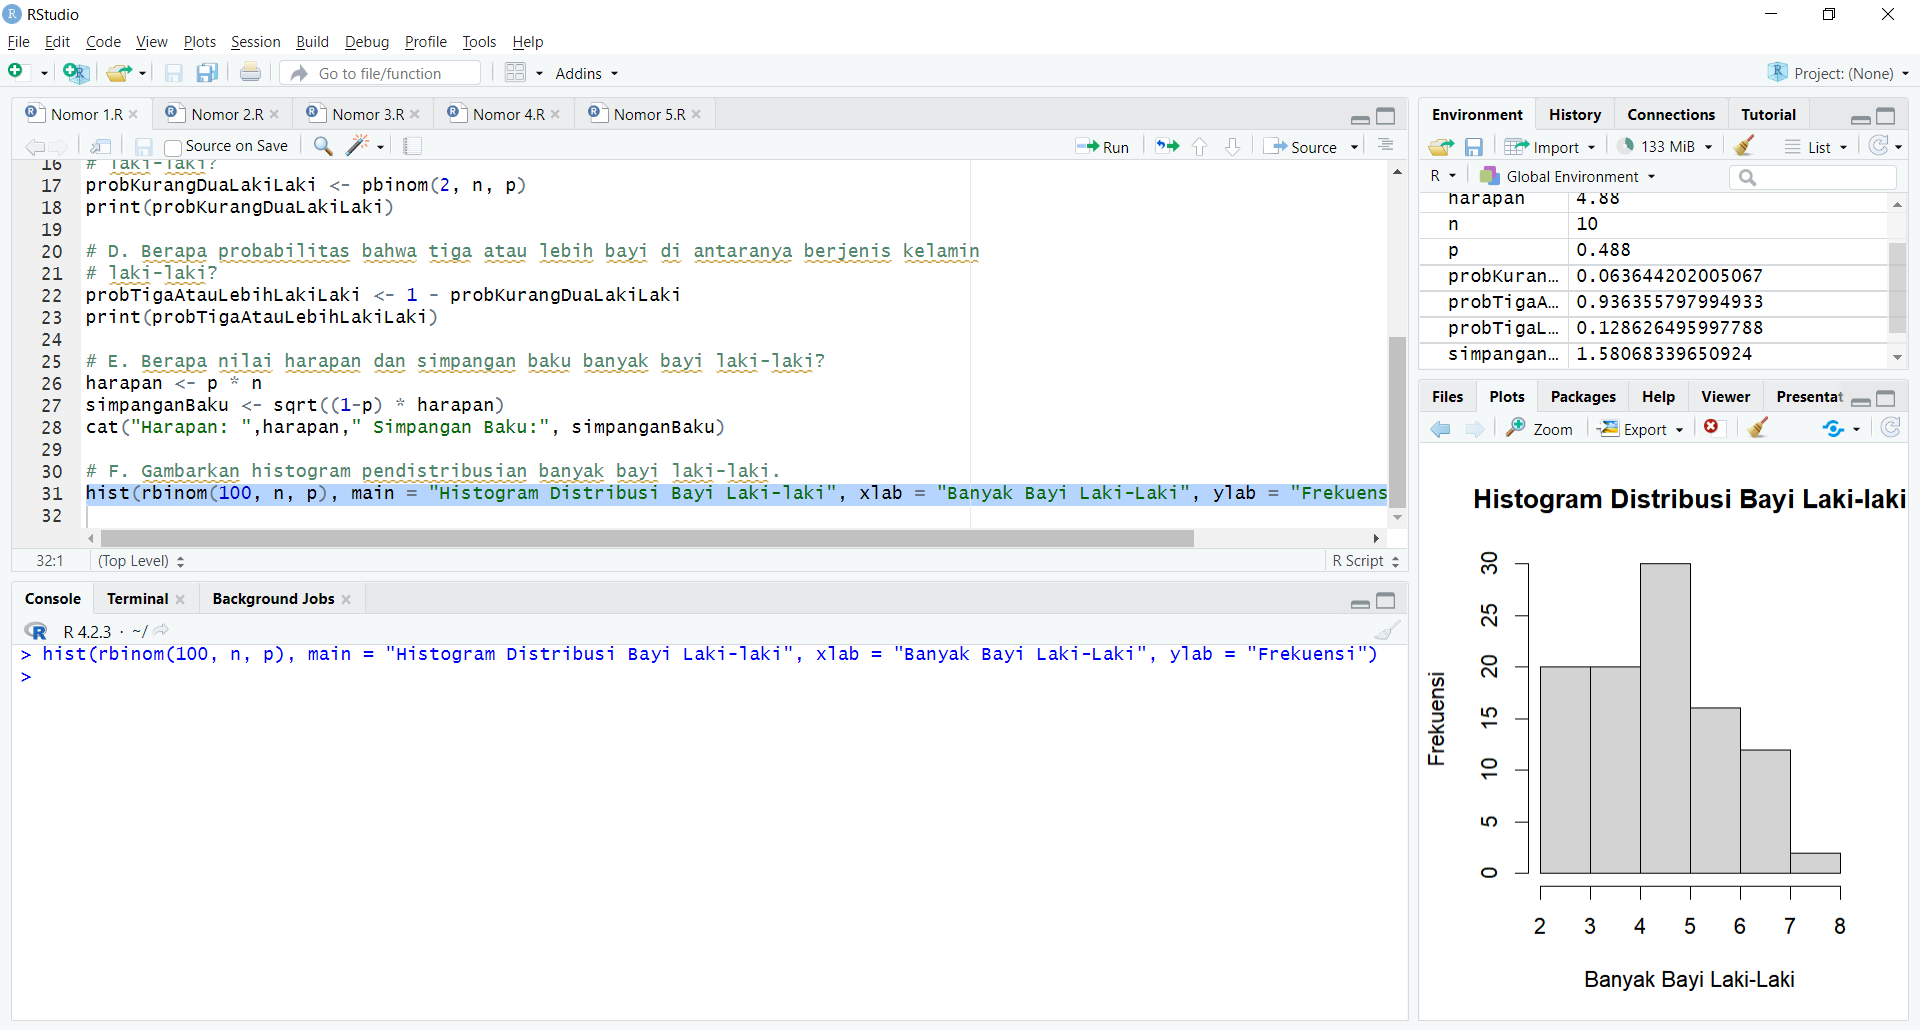 RStudio
File Edit Code View Plots Session Build Debug Profile Tools Help
Go to file/function Addins Project: (None)
Nomor 1.R Nomor 2.R Nomor 3.R Nomor 4.R Nomor 5.R
Source on Save Run Source
16 # laki-laki?
17 probKurangDuaLakiLaki <- pbinom(2, n, p)
18 print(probKurangDuaLakiLaki)
19
20 # D. Berapa probabilitas bahwa tiga atau lebih bayi di antaranya berjenis kelamin
21 # laki-laki?
22 probTigaAtauLebihLakiLaki <- 1 - probKurangDuaLakiLaki
23 print(probTigaAtauLebihLakiLaki)
24
25 # E. Berapa nilai harapan dan simpangan baku banyak bayi laki-laki?
26 harapan <- p * n
27 simpanganBaku <- sqrt((1-p) * harapan)
28 cat("Harapan: ",harapan," Simpangan Baku:", simpanganBaku)
29
30 # F. Gambarkan histogram pendistribusian banyak bayi laki-laki.
31 hist(rbinom(100, n, p), main = "Histogram Distribusi Bayi Laki-laki", xlab = "Banyak Bayi Laki-Laki", ylab = "Frekuens
32
32:1 (Top Level) R Script
Console Terminal Background Jobs
R 4.2.3 · ~/
> hist(rbinom(100, n, p), main = "Histogram Distribusi Bayi Laki-laki", xlab = "Banyak Bayi Laki-Laki", ylab = "Frekuensi")
>
Environment History Connections Tutorial
Import 133 MiB List
R Global Environment
harapan 4.88
n 10
p 0.488
probKuran… 0.063644202005067
probTigaA… 0.936355797994933
probTigaL… 0.128626495997788
simpangan… 1.58068339650924
Files Plots Packages Help Viewer Presentat
Zoom Export
Histogram Distribusi Bayi Laki-laki
Frekuensi
30
25
20
15
10
5
0
2 3 4 5 6 7 8
Banyak Bayi Laki-Laki